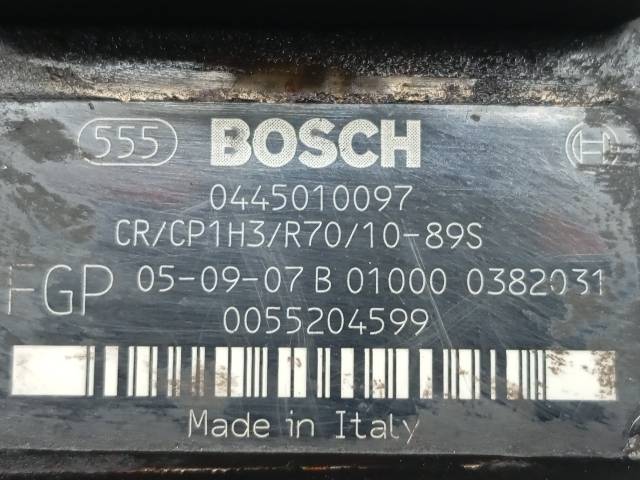 555 BOSCH
0445010097
CR/CP1H3/R70/10-89S
FGP 05-09-07 B 01000 0382031
0055204599
Made in Italy